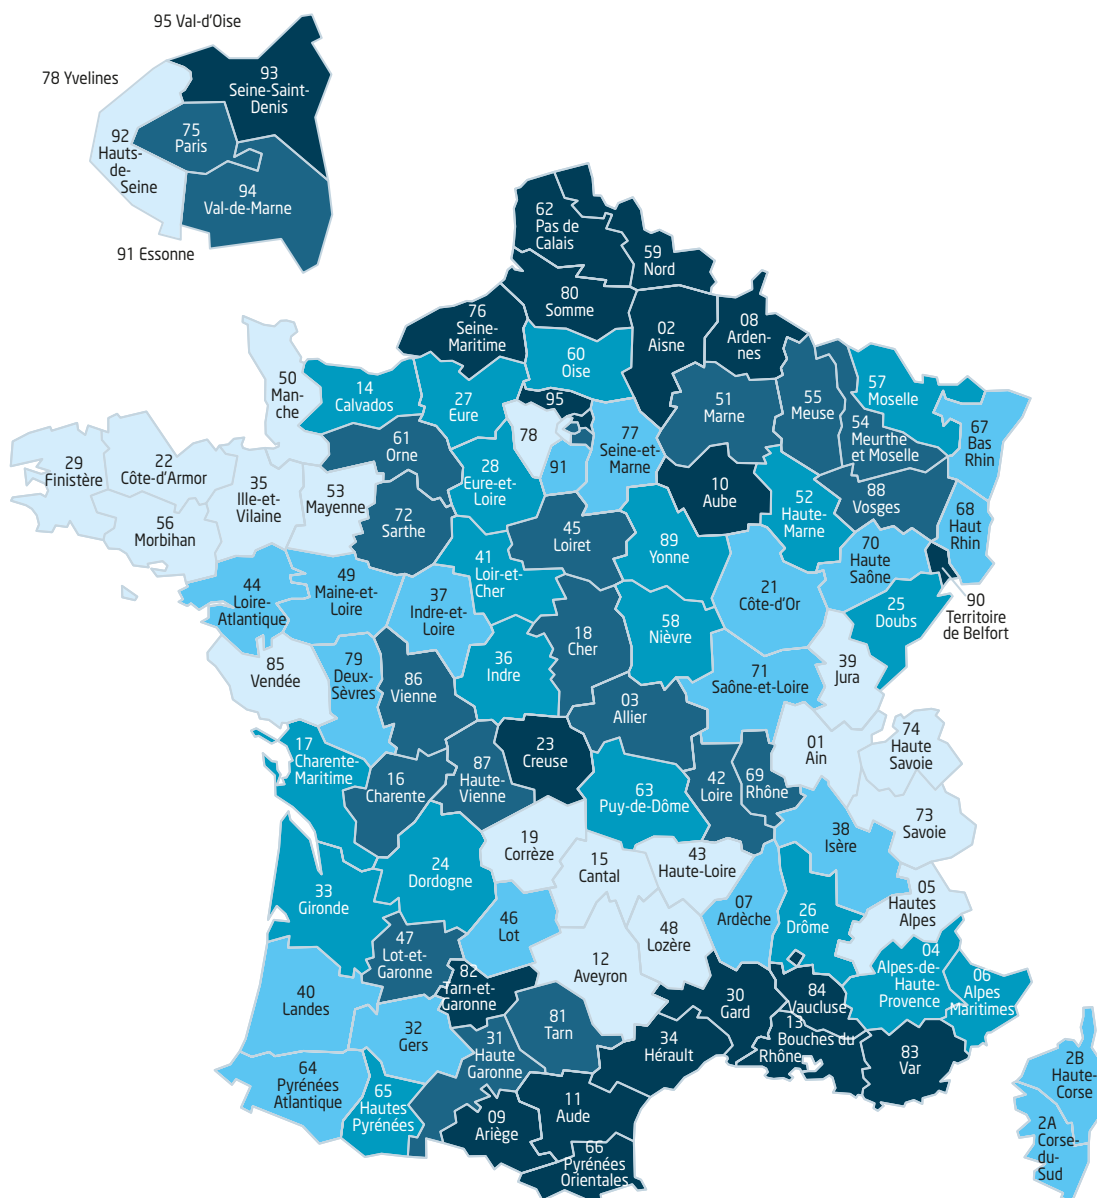 95 Val-d'Oise
78 Yvelines
93
Seine-Saint-
Denis
75
Paris
92
Hauts-
de-
Seine
94
Val-de-Marne
91 Essonne
62
Pas de
Calais
59
Nord
80
Somme
76
Seine-
Maritime
02
Aisne
08
Arden-
nes
60
Oise
50
Man-
che
14
Calvados
27
Eure
95
51
Marne
55
Meuse
57
Moselle
54
Meurthe
et Moselle
67
Bas
Rhin
61
Orne
78
77
Seine-et-
Marne
91
29
Finistère
22
Côte-d'Armor
35
Ille-et-
Vilaine
53
Mayenne
28
Eure-et-
Loire
10
Aube
52
Haute-
Marne
88
Vosges
68
Haut
Rhin
56
Morbihan
72
Sarthe
45
Loiret
89
Yonne
70
Haute
Saône
41
Loir-et-
Cher
44
Loire-
Atlantique
49
Maine-et-
Loire
37
Indre-et-
Loire
21
Côte-d'Or
25
Doubs
90
Territoire
de Belfort
18
Cher
58
Nièvre
85
Vendée
79
Deux-
Sèvres
86
Vienne
36
Indre
71
Saône-et-Loire
39
Jura
03
Allier
17
Charente-
Maritime
16
Charente
87
Haute-
Vienne
23
Creuse
63
Puy-de-Dôme
42
Loire
69
Rhône
01
Ain
74
Haute
Savoie
73
Savoie
38
Isère
19
Corrèze
15
Cantal
43
Haute-Loire
24
Dordogne
33
Gironde
46
Lot
48
Lozère
07
Ardèche
26
Drôme
05
Hautes
Alpes
47
Lot-et-
Garonne
12
Aveyron
82
Tarn-et-
Garonne
04
Alpes-de-
Haute-
Provence
06
Alpes
Maritimes
40
Landes
32
Gers
81
Tarn
30
Gard
84
Vaucluse
13
Bouches du
Rhône
83
Var
31
Haute
Garonne
34
Hérault
64
Pyrénées
Atlantique
65
Hautes
Pyrénées
09
Ariège
11
Aude
66
Pyrénées
Orientales
2B
Haute-
Corse
2A
Corse-
du-
Sud